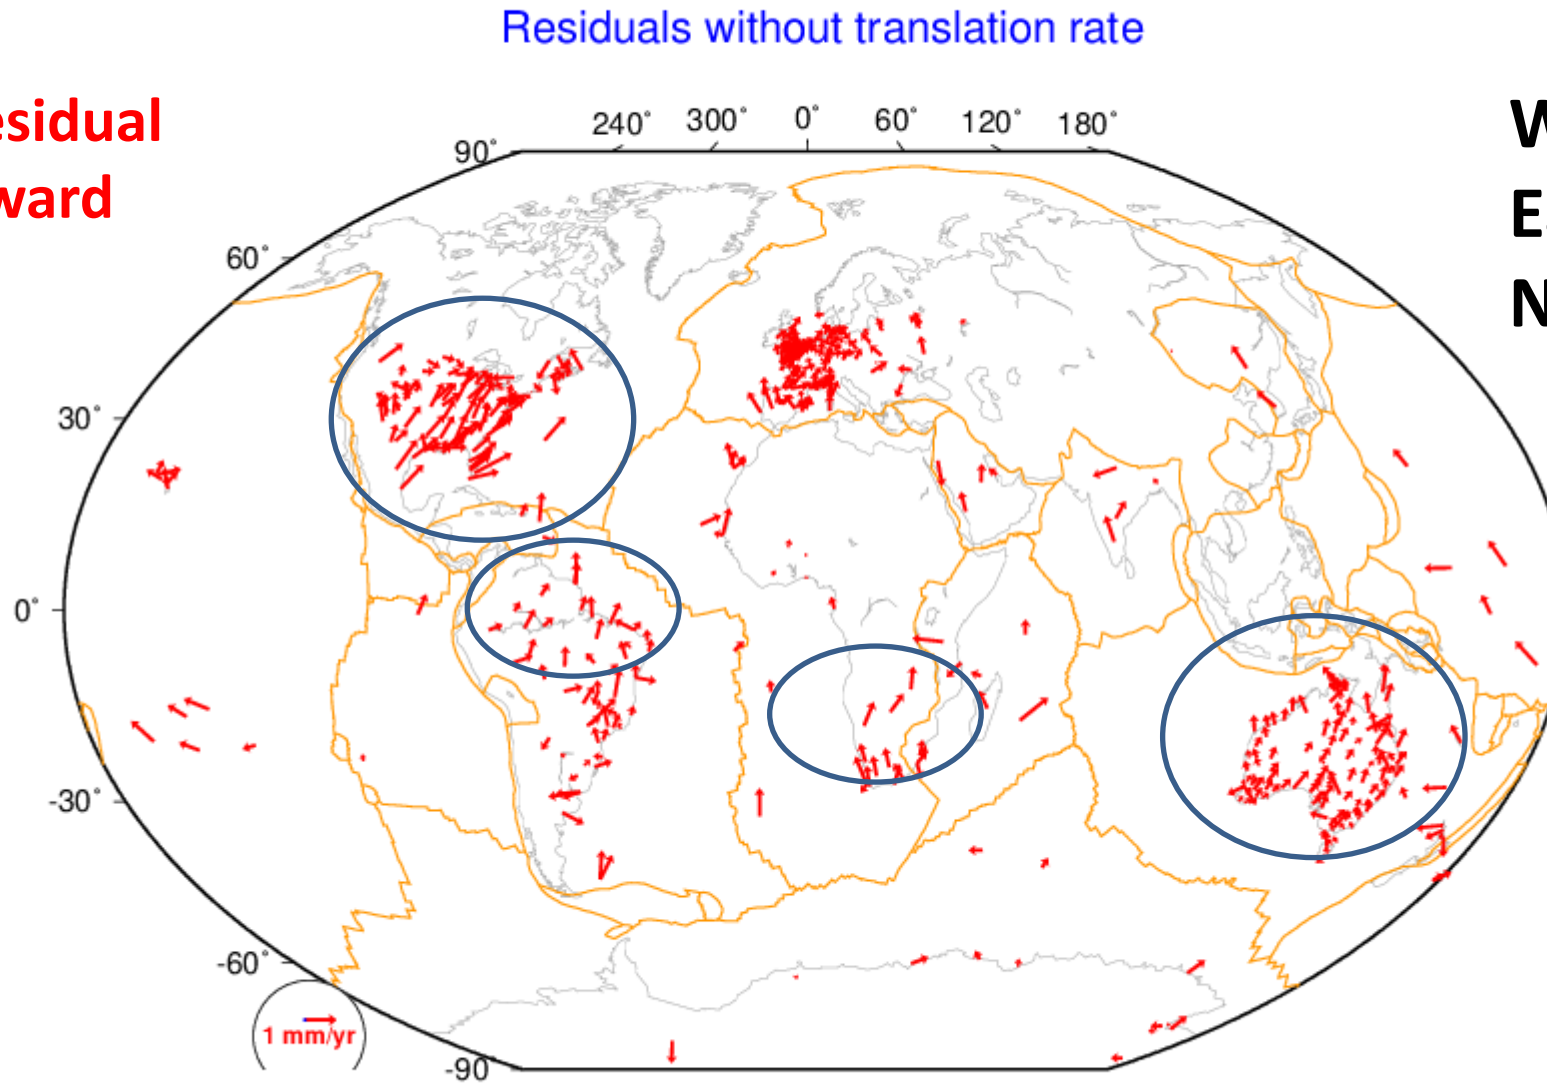 Residuals without translation rate
esidual
ward
W
E
N
240° 300° 0° 60° 120° 180°
90°
60°
30°
0°
-30°
-60°
-90°
1 mm/yr